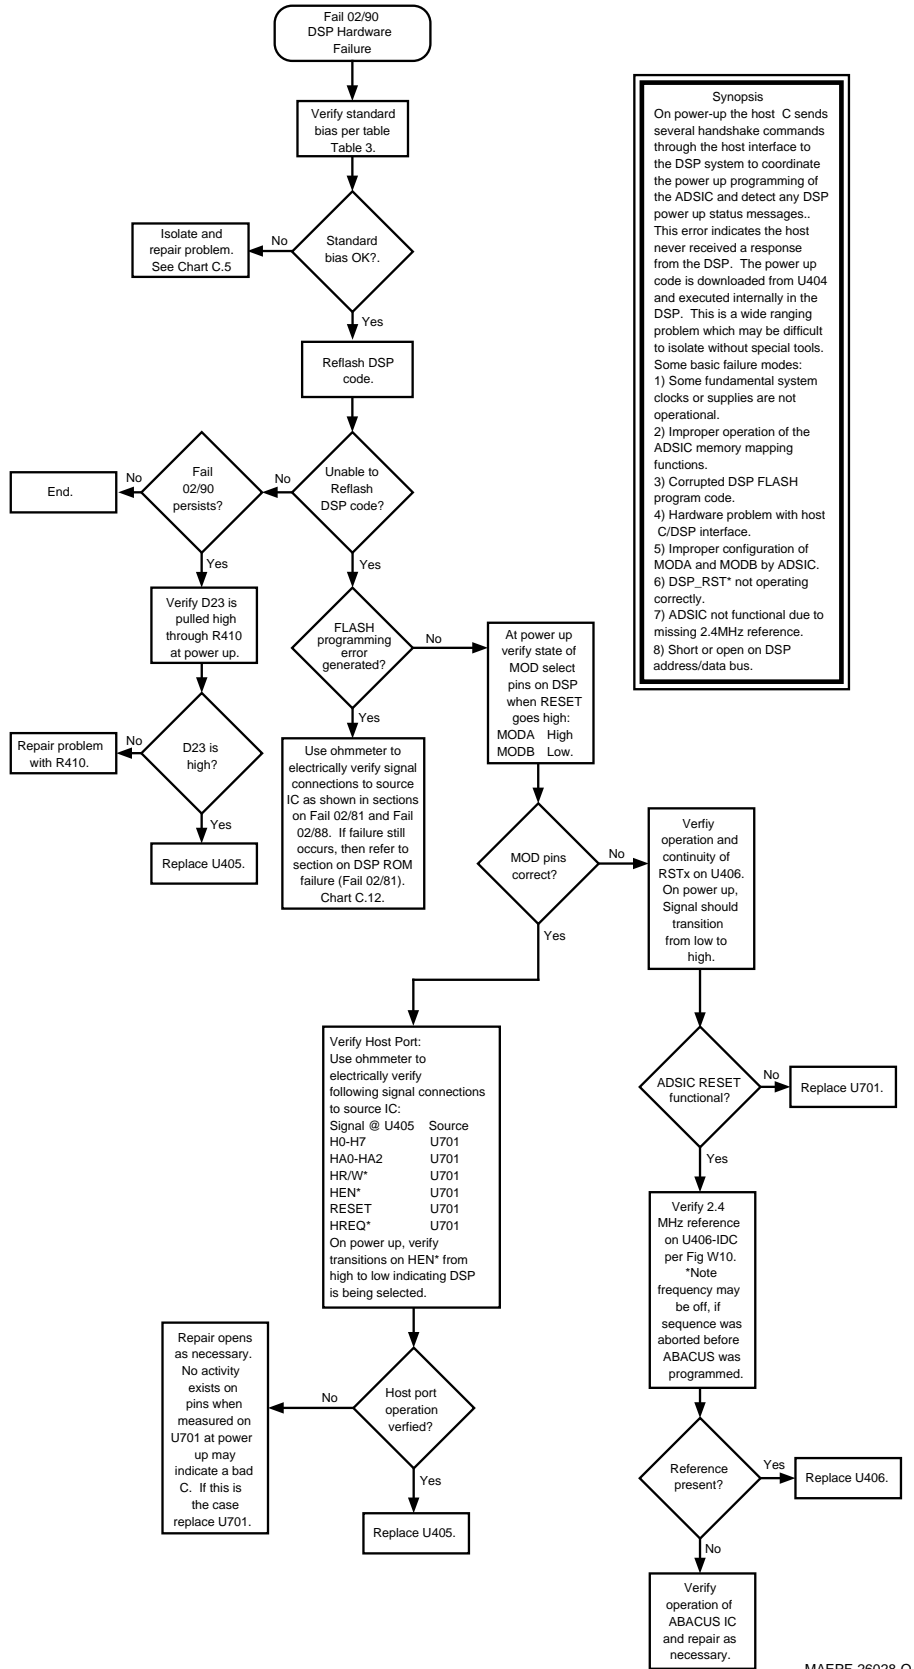 Fail 02/90
DSP Hardware
Failure
Verify standard
bias per table
Table 3.
Standard
bias OK?.
No
Isolate and
repair problem.
See Chart C.5
Yes
Reflash DSP
code.
Unable to
Reflash
DSP code?
No
Fail
02/90
persists?
No
End.
Yes
Verify D23 is
pulled high
through R410
at power up.
D23 is
high?
No
Repair problem
with R410.
Yes
Replace U405.
Yes
FLASH
programming
error
generated?
Yes
Use ohmmeter to
electrically verify signal
connections to source
IC as shown in sections
on Fail 02/81 and Fail
02/88. If failure still
occurs, then refer to
section on DSP ROM
failure (Fail 02/81).
Chart C.12.
No
At power up
verify state of
MOD select
pins on DSP
when RESET
goes high:
MODA High
MODB Low.
MOD pins
correct?
No
Verfiy
operation and
continuity of
RSTx on U406.
On power up,
Signal should
transition
from low to
high.
ADSIC RESET
functional?
No
Replace U701.
Yes
Verify 2.4
MHz reference
on U406-IDC
per Fig W10.
*Note
frequency may
be off, if
sequence was
aborted before
ABACUS was
programmed.
Reference
present?
Yes
Replace U406.
No
Verify
operation of
ABACUS IC
and repair as
necessary.
Yes
Verify Host Port:
Use ohmmeter to
electrically verify
following signal connections
to source IC:
Signal @ U405 Source
H0-H7 U701
HA0-HA2 U701
HR/W* U701
HEN* U701
RESET U701
HREQ* U701
On power up, verify
transitions on HEN* from
high to low indicating DSP
is being selected.
Host port
operation
verfied?
No
Repair opens
as necessary.
No activity
exists on
pins when
measured on
U701 at power
up may
indicate a bad
C. If this is
the case
replace U701.
Yes
Replace U405.
Synopsis
On power-up the host C sends
several handshake commands
through the host interface to
the DSP system to coordinate
the power up programming of
the ADSIC and detect any DSP
power up status messages..
This error indicates the host
never received a response
from the DSP. The power up
code is downloaded from U404
and executed internally in the
DSP. This is a wide ranging
problem which may be difficult
to isolate without special tools.
Some basic failure modes:
1) Some fundamental system
clocks or supplies are not
operational.
2) Improper operation of the
ADSIC memory mapping
functions.
3) Corrupted DSP FLASH
program code.
4) Hardware problem with host
C/DSP interface.
5) Improper configuration of
MODA and MODB by ADSIC.
6) DSP_RST* not operating
correctly.
7) ADSIC not functional due to
missing 2.4MHz reference.
8) Short or open on DSP
address/data bus.